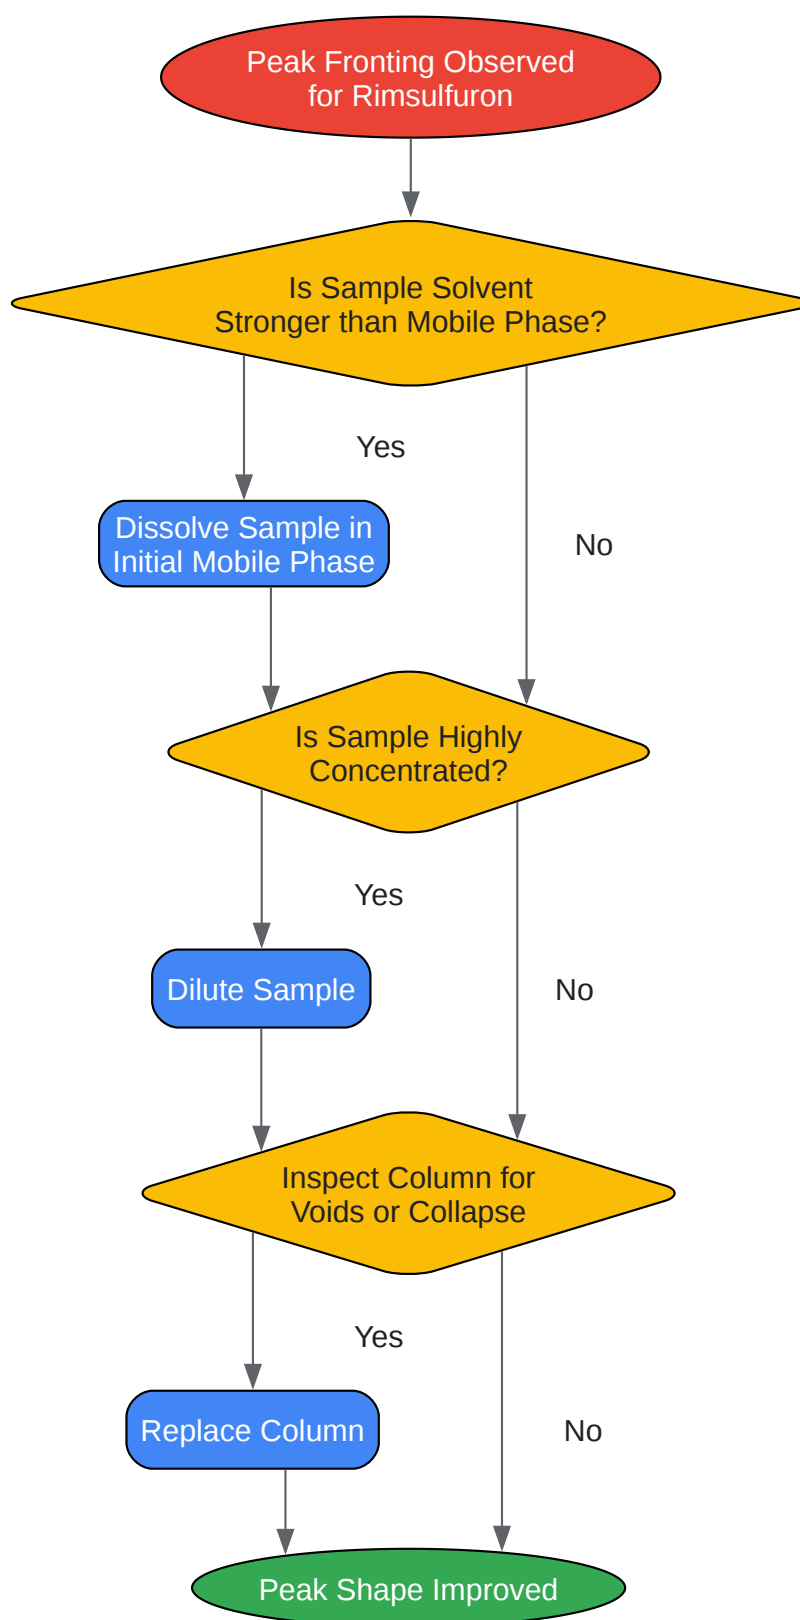 Peak Fronting Observed
for Rimsulfuron
Is Sample Solvent
Stronger than Mobile Phase?
Yes
Dissolve Sample in
Initial Mobile Phase
No
Is Sample Highly
Concentrated?
Yes
Dilute Sample
No
Inspect Column for
Voids or Collapse
Yes
Replace Column
No
Peak Shape Improved